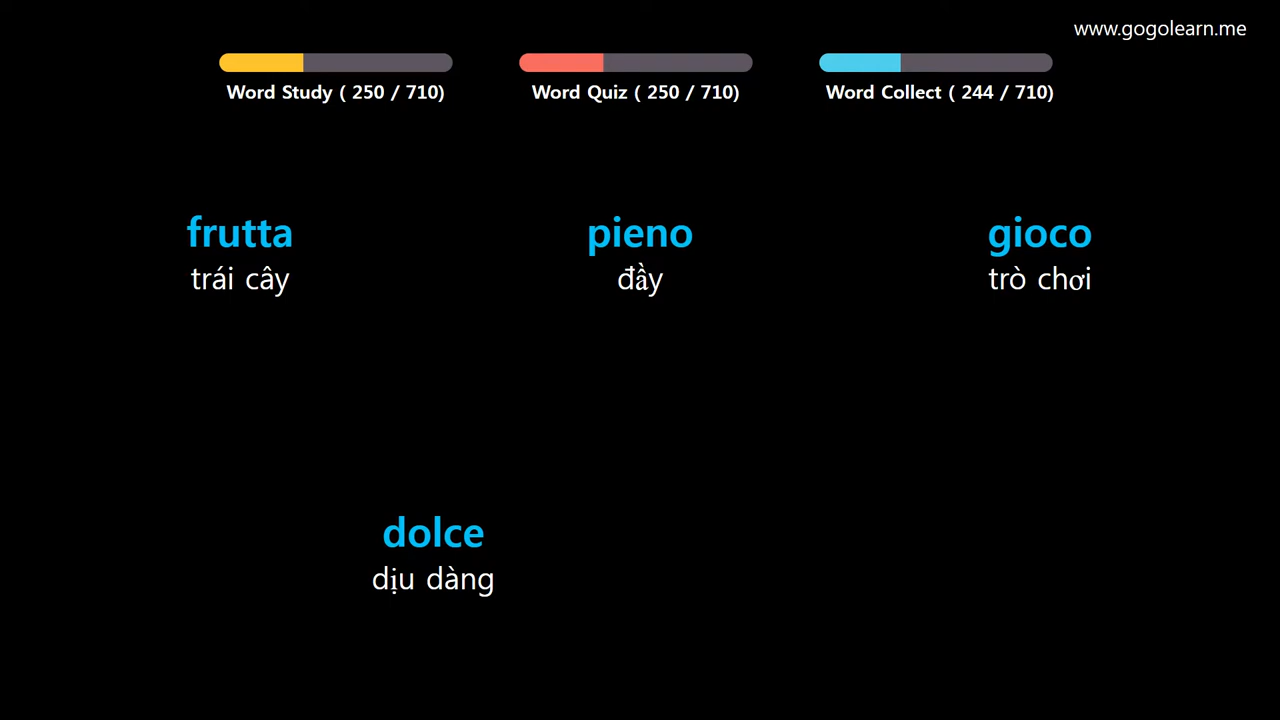 www.gogolearn.me
Word Study ( 250 / 710)
Word Quiz ( 250 / 710)
Word Collect ( 244 / 710)
frutta
trái cây
pieno
đầy
gioco
trò chơi
dolce
dịu dàng